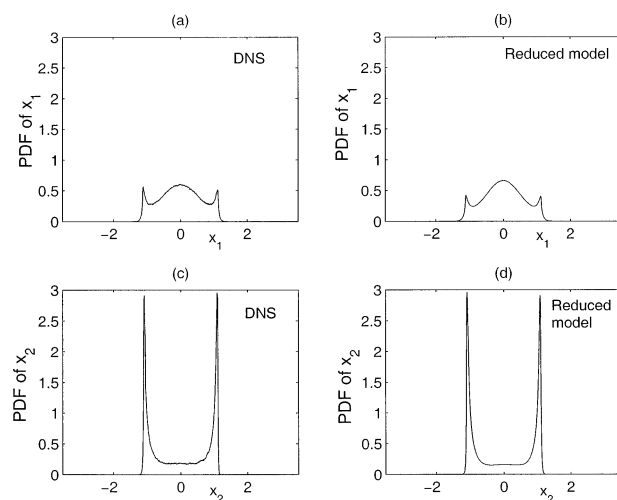 (a)
DNS
PDF of x1
3
2.5
2
1.5
1
0.5
0
−2
0
2
x1
(b)
Reduced model
PDF of x1
3
2.5
2
1.5
1
0.5
0
−2
0
2
x1
(c)
DNS
PDF of x2
3
2.5
2
1.5
1
0.5
0
−2
0
2
x2
(d)
Reduced
model
PDF of x2
3
2.5
2
1.5
1
0.5
0
−2
0
2
x2